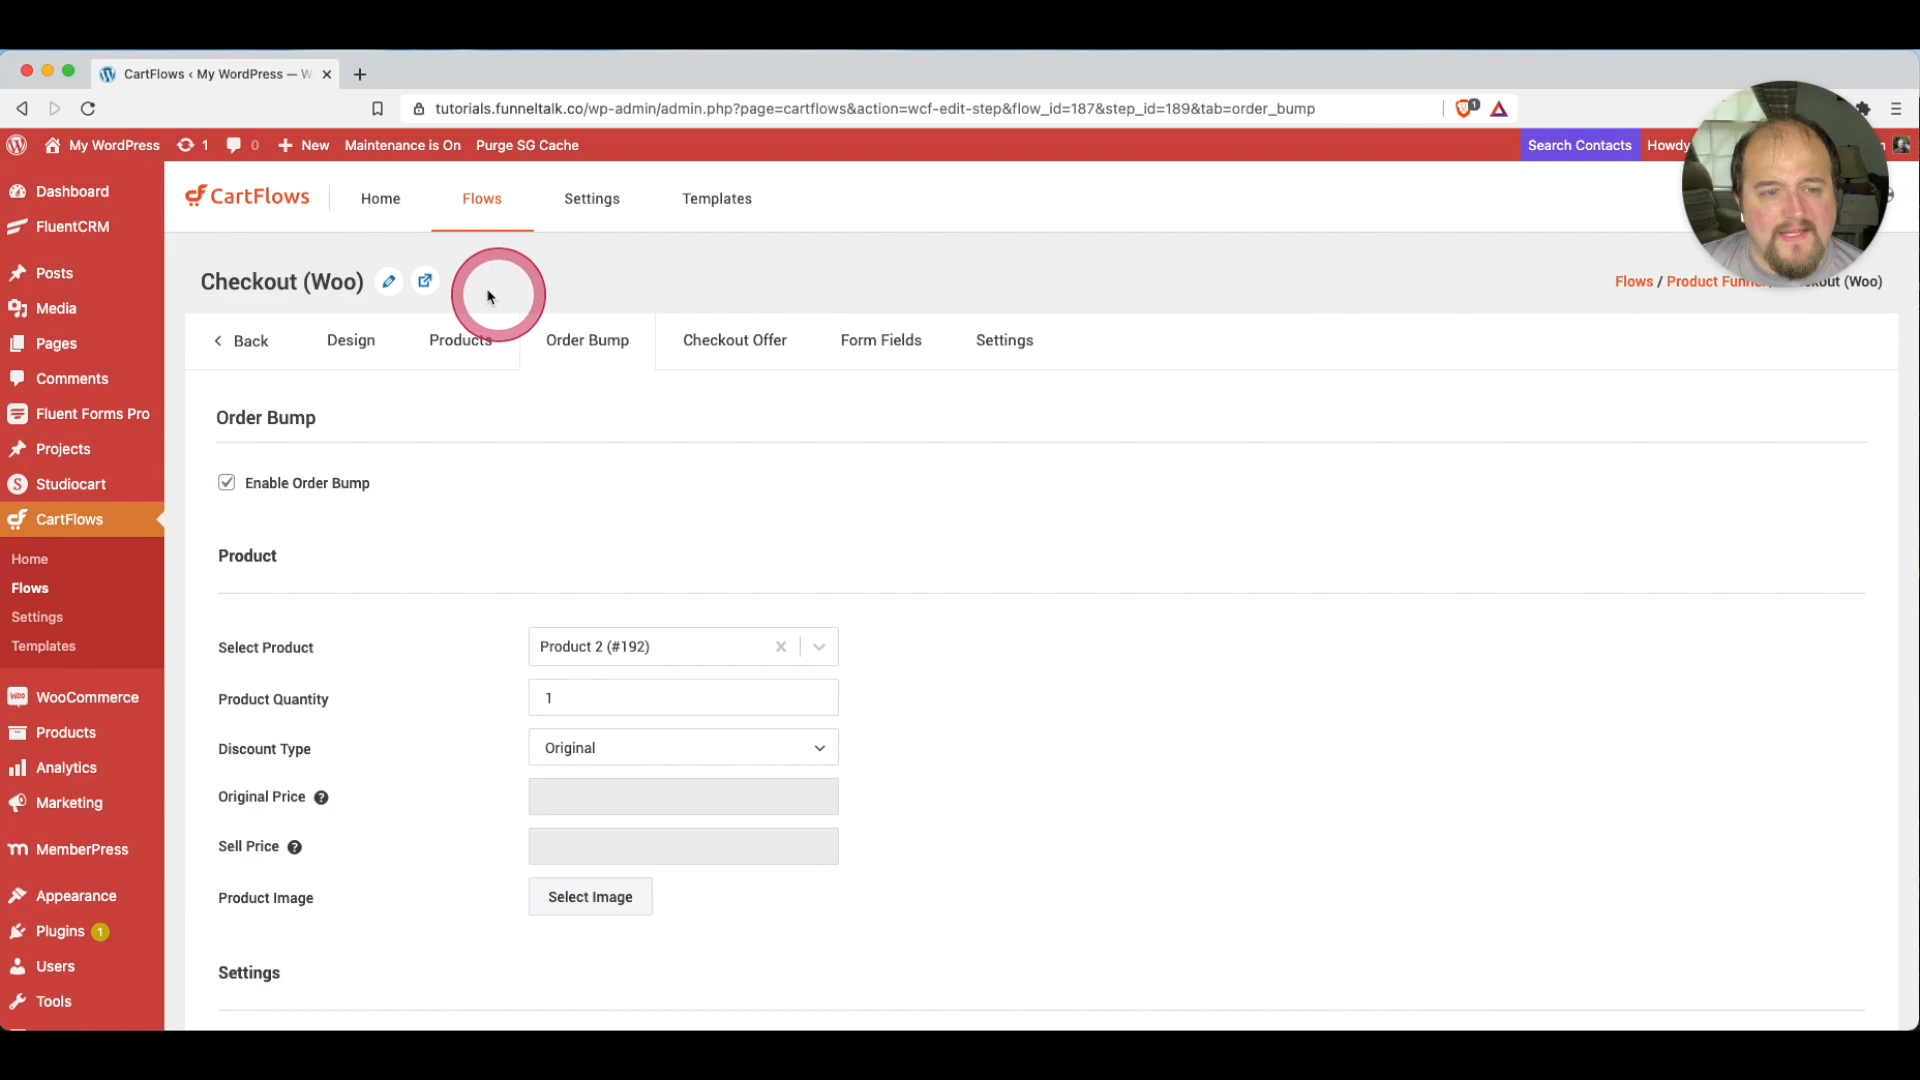 CartFlows ‹ My WordPress — W
tutorials.funneltalk.co/wp-admin/admin.php?page=cartflows&action=wcf-edit-step&flow_id=187&step_id=189&tab=order_bump
1
My WordPress
1
0
New
Maintenance is On
Purge SG Cache
Search Contacts
Howdy
Dashboard
FluentCRM
Posts
Media
Pages
Comments
Fluent Forms Pro
Projects
Studiocart
CartFlows
Home
Flows
Settings
Templates
WooCommerce
Products
Analytics
Marketing
MemberPress
Appearance
Plugins 1
Users
Tools
CartFlows
Home
Flows
Settings
Templates
Checkout (Woo)
Flows / Product (Woo)
Back
Design
Products
Order Bump
Checkout Offer
Form Fields
Settings
Order Bump
Enable Order Bump
Product
Select Product
Product 2 (#192)
Product Quantity
1
Discount Type
Original
Original Price ?
Sell Price ?
Product Image
Select Image
Settings